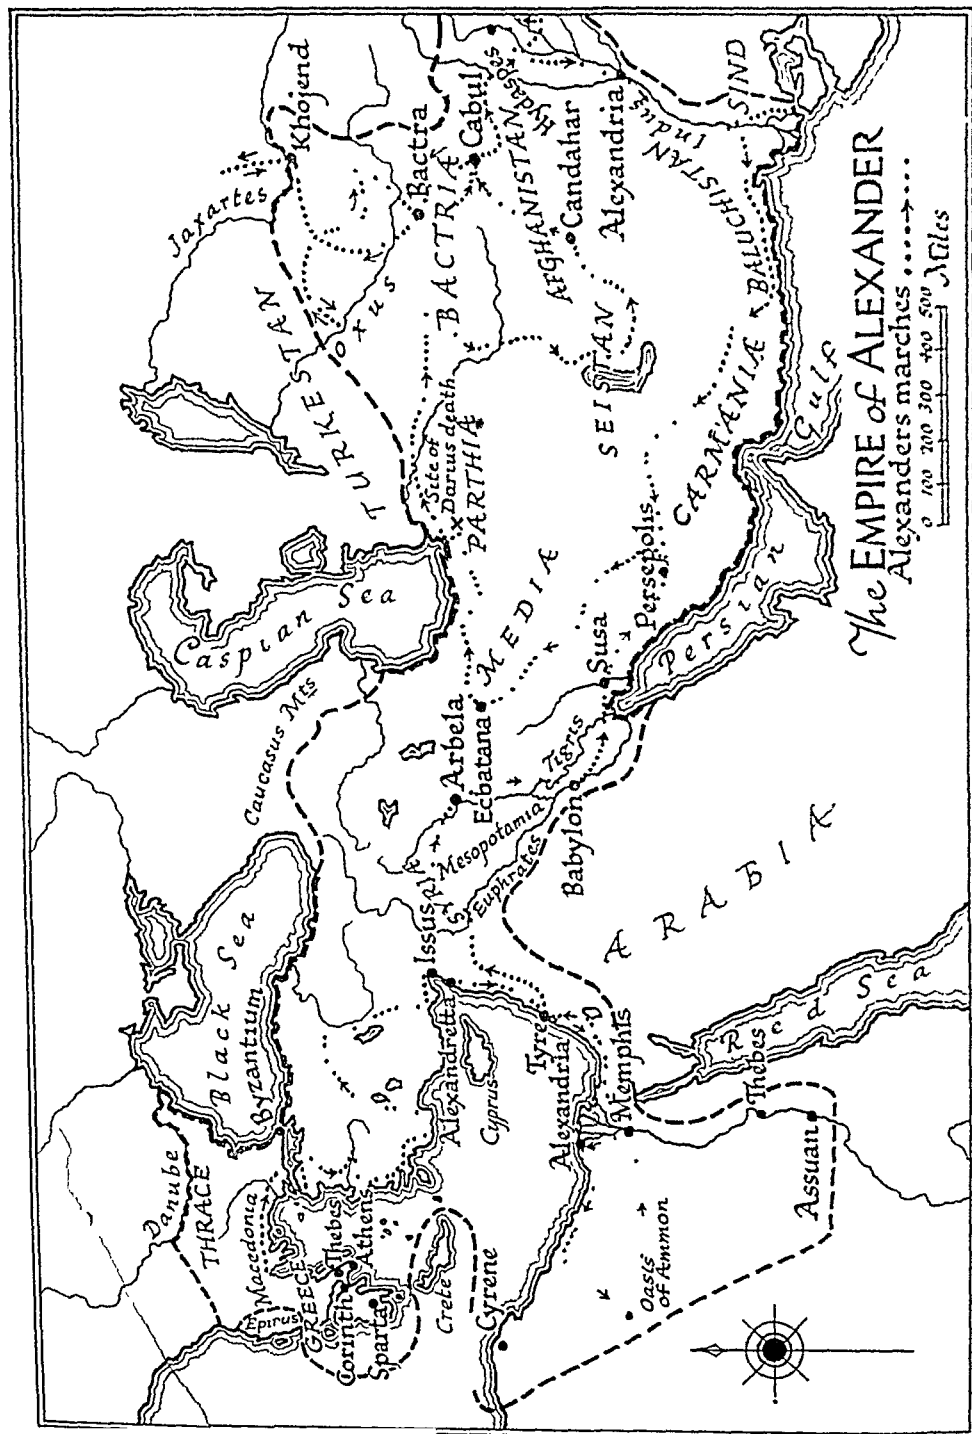 The EMPIRE of ALEXANDER
Alexanders marches
0 100 200 300 400 500 Miles
Danube
THRACE
Macedonia
Epirus
GREECE
Thebes
Athens
Corinth
Sparta
Crete
Cyrene
Byzantium
Black Sea
Caucasus Mts
Caspian Sea
TURKESTAN
Jaxartes
Khojend
Oxus
Bactra
BACTRIA
Cabul
Hydaspes
AFGHANISTAN
Candahar
Alexandria
Indus
SIND
BALUCHISTAN
SEISTAN
Site of
Darius death
PARTHIA
MEDIA
CARMANIA
Persepolis
Susa
Persian Gulf
Arbela
Ecbatana
Tigris
Mesopotamia
Euphrates
Babylon
SYRIA
Issus
Alexandretta
Cyprus
Tyre
Alexandria
Memphis
ARABIA
Red Sea
Thebes
Assuan
Oasis
of Ammon